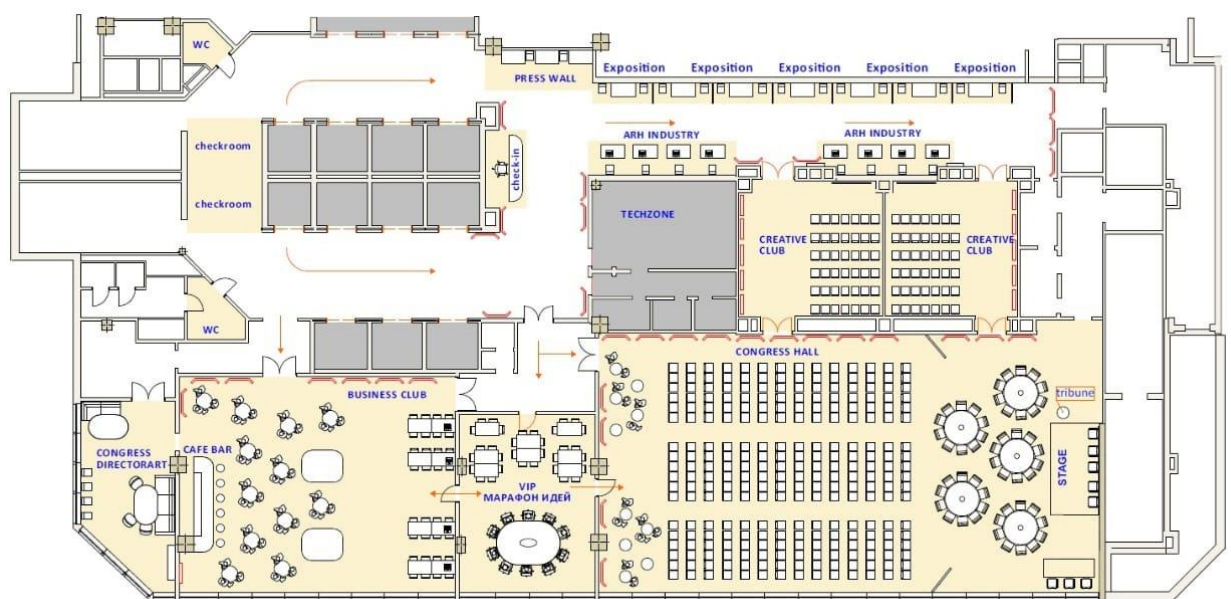 WC
PRESS WALL
Exposition
Exposition
Exposition
Exposition
Exposition
ARH INDUSTRY
ARH INDUSTRY
checkroom
checkroom
check-in
TECHZONE
CREATIVE
CLUB
CREATIVE
CLUB
WC
CONGRESS HALL
BUSINESS CLUB
tribune
CONGRESS
DIRECTORART
CAFE BAR
STAGE
VIP
МАРАФОН ИДЕЙ